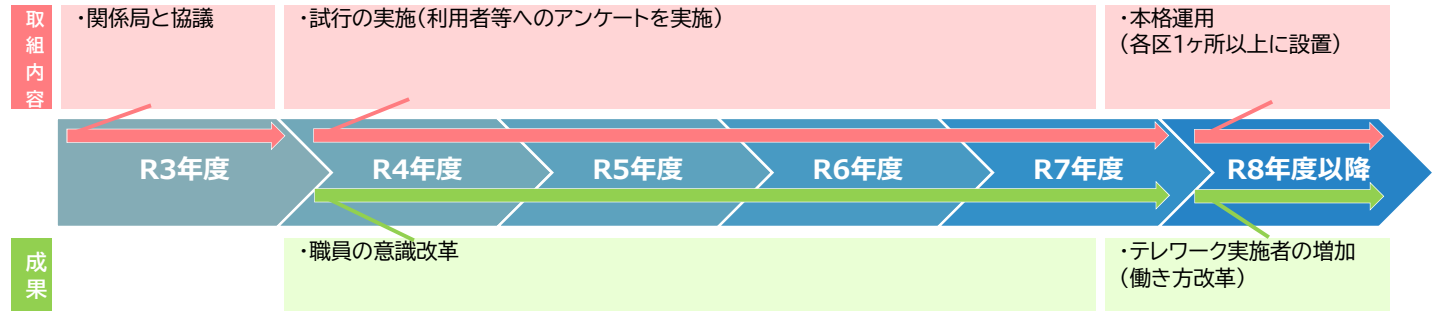 取組内容
・関係局と協議
・試行の実施(利用者等へのアンケートを実施)
・本格運用
(各区1ヶ所以上に設置)
R3年度
R4年度
R5年度
R6年度
R7年度
R8年度以降
成果
・職員の意識改革
・テレワーク実施者の増加
(働き方改革)